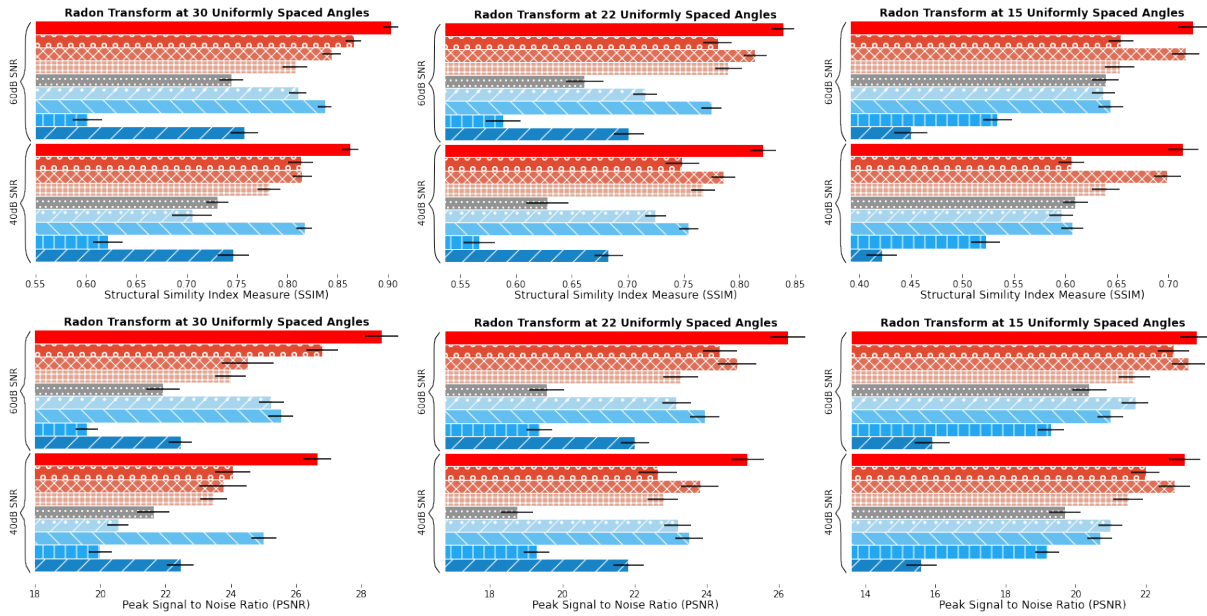 Radon Transform at 30 Uniformly Spaced Angles
60dB SNR
40dB SNR
0.55 0.60 0.65 0.70 0.75 0.80 0.85 0.90
Structural Simility Index Measure (SSIM)
Radon Transform at 22 Uniformly Spaced Angles
60dB SNR
40dB SNR
0.55 0.60 0.65 0.70 0.75 0.80 0.85
Structural Simility Index Measure (SSIM)
Radon Transform at 15 Uniformly Spaced Angles
60dB SNR
40dB SNR
0.40 0.45 0.50 0.55 0.60 0.65 0.70
Structural Simility Index Measure (SSIM)
Radon Transform at 30 Uniformly Spaced Angles
60dB SNR
40dB SNR
18 20 22 24 26 28
Peak Signal to Noise Ratio (PSNR)
Radon Transform at 22 Uniformly Spaced Angles
60dB SNR
40dB SNR
18 20 22 24 26
Peak Signal to Noise Ratio (PSNR)
Radon Transform at 15 Uniformly Spaced Angles
60dB SNR
40dB SNR
14 16 18 20 22
Peak Signal to Noise Ratio (PSNR)